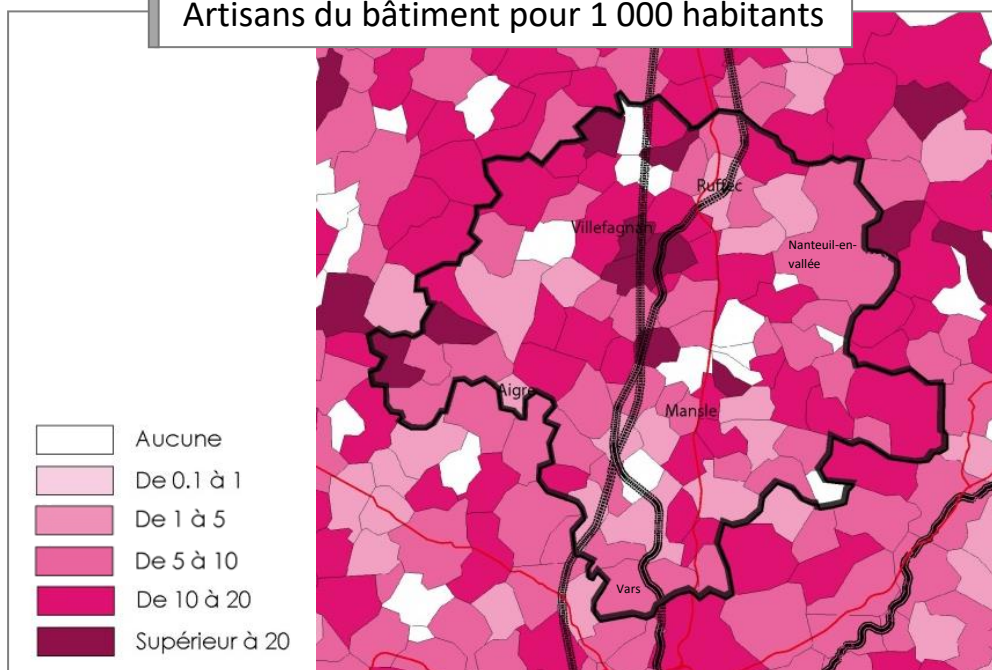 Artisans du bâtiment pour 1 000 habitants
Ruffec
Villefagnan
Nanteuil-en-
vallée
Aigre
Mansle
Vars
Aucune
De 0.1 à 1
De 1 à 5
De 5 à 10
De 10 à 20
Supérieur à 20